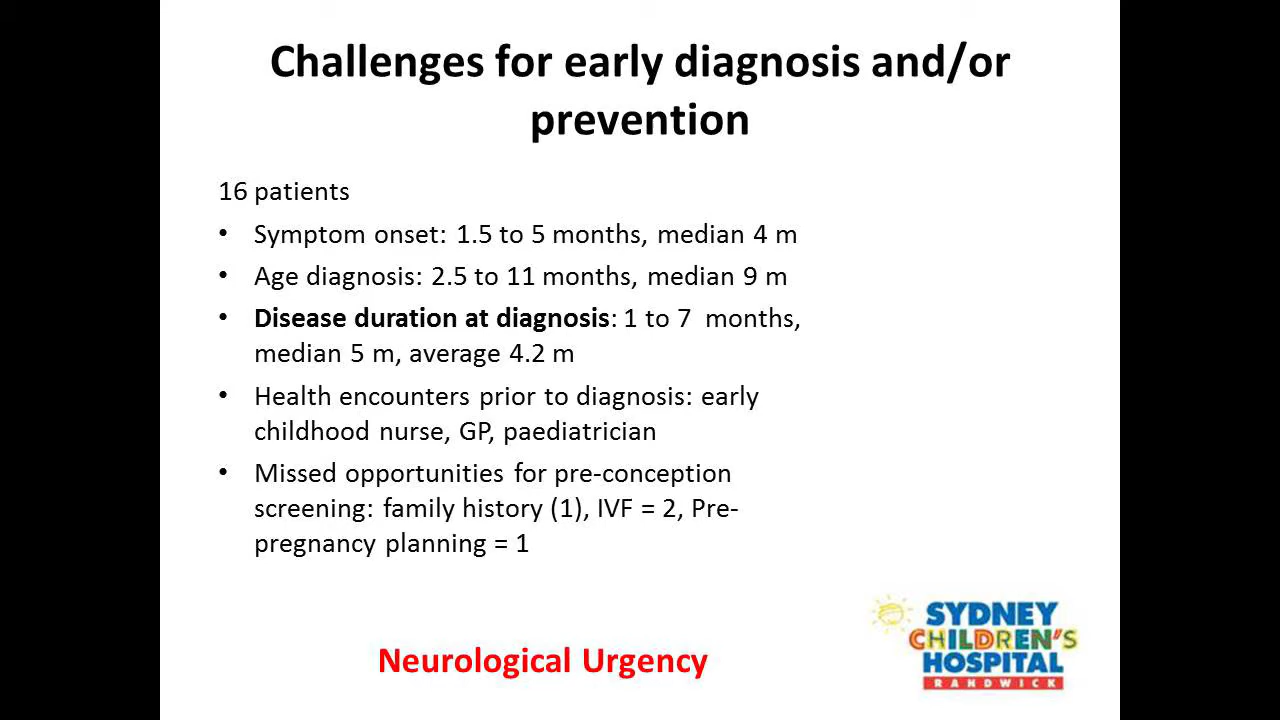 Challenges for early diagnosis and/or
prevention
16 patients
• Symptom onset: 1.5 to 5 months, median 4 m
• Age diagnosis: 2.5 to 11 months, median 9 m
• Disease duration at diagnosis: 1 to 7 months,
median 5 m, average 4.2 m
• Health encounters prior to diagnosis: early
childhood nurse, GP, paediatrician
• Missed opportunities for pre-conception
screening: family history (1), IVF = 2, Pre-
pregnancy planning = 1
Neurological Urgency
SYDNEY
CHILDREN'S
HOSPITAL
RANDWICK